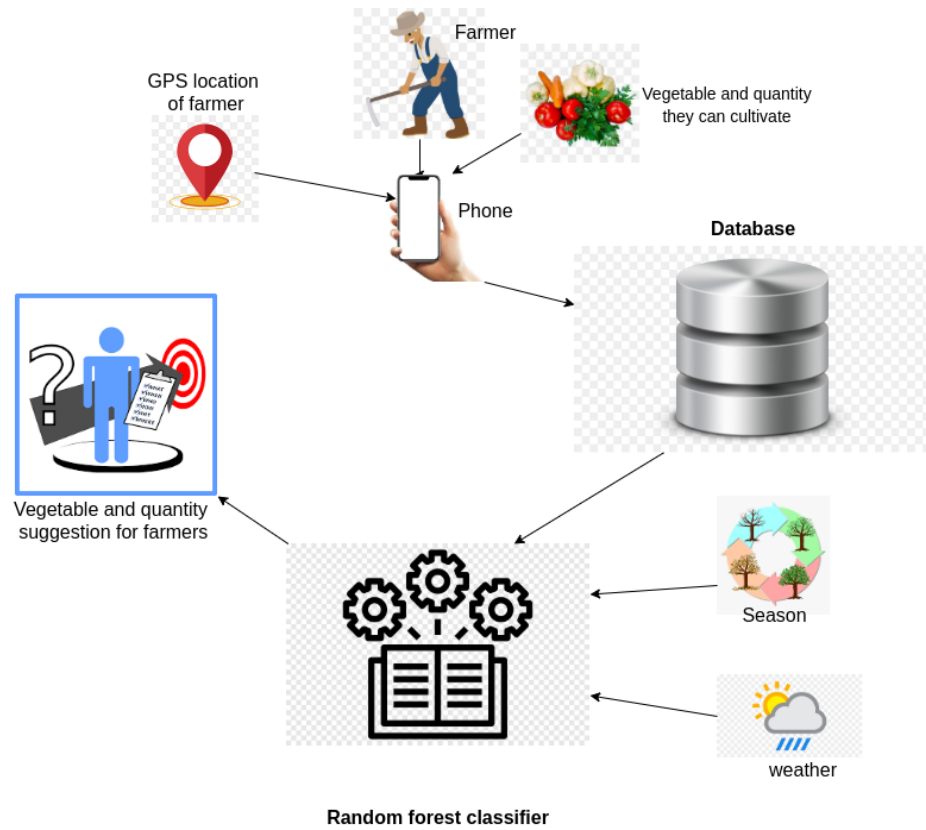 Farmer
GPS location
of farmer
Vegetable and quantity
they can cultivate
Phone
Database
?
Vegetable and quantity
suggestion for farmers
Season
weather
Random forest classifier